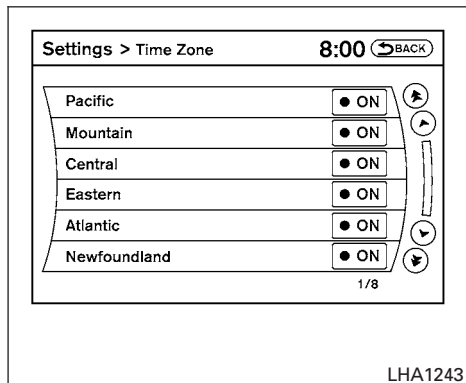 Settings > Time Zone 8:00 BACK
Pacific ON
Mountain ON
Central ON
Eastern ON
Atlantic ON
Newfoundland ON
1/8
LHA1243